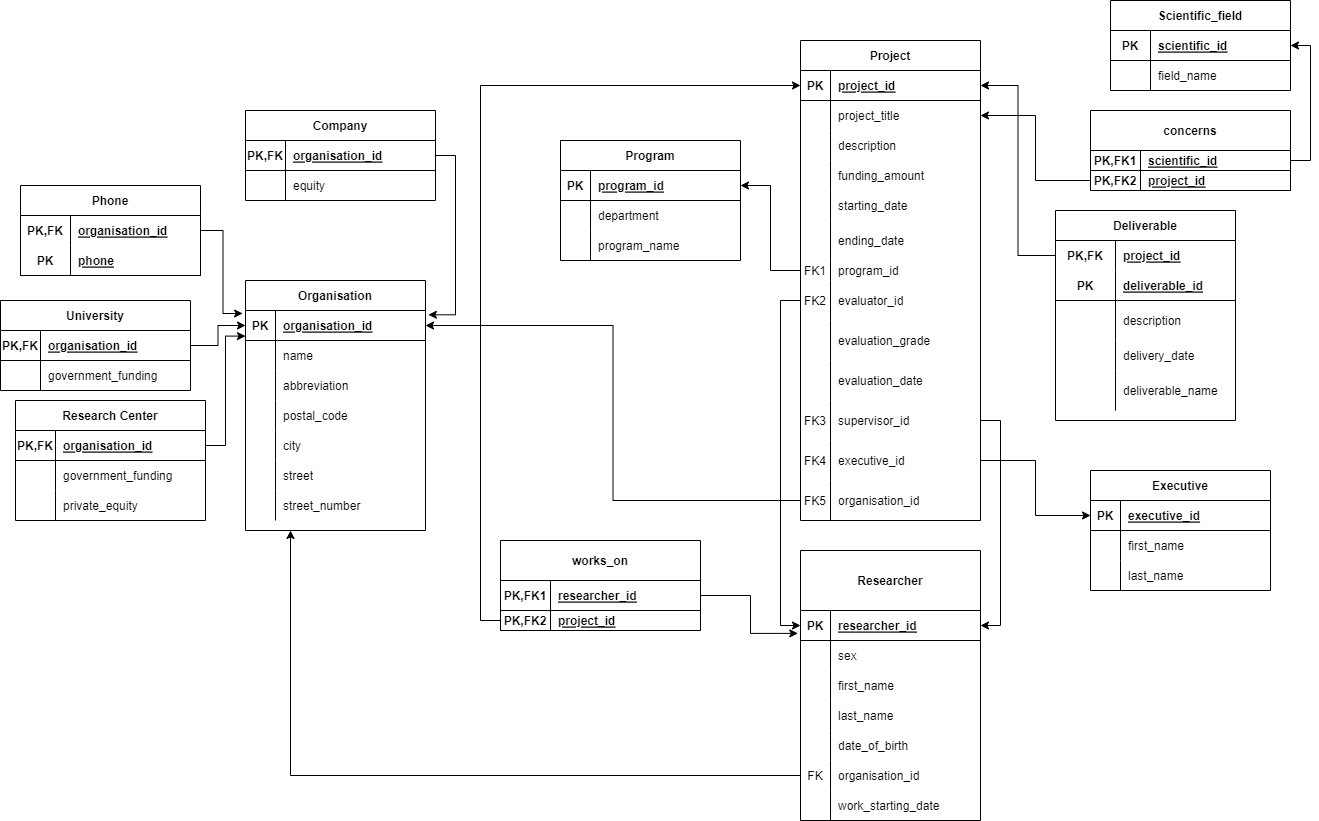 Scientific_field
PK scientific_id
field_name
Project
PK project_id
project_title
description
funding_amount
starting_date
ending_date
FK1 program_id
FK2 evaluator_id
evaluation_grade
evaluation_date
FK3 supervisor_id
FK4 executive_id
FK5 organisation_id
concerns
PK,FK1 scientific_id
PK,FK2 project_id
Company
PK,FK organisation_id
equity
Program
PK program_id
department
program_name
Phone
PK,FK organisation_id
PK phone
Deliverable
PK,FK project_id
PK deliverable_id
description
delivery_date
deliverable_name
Organisation
PK organisation_id
name
abbreviation
postal_code
city
street
street_number
University
PK,FK organisation_id
government_funding
Research Center
PK,FK organisation_id
government_funding
private_equity
Executive
PK executive_id
first_name
last_name
works_on
PK,FK1 researcher_id
PK,FK2 project_id
Researcher
PK researcher_id
sex
first_name
last_name
date_of_birth
FK organisation_id
work_starting_date